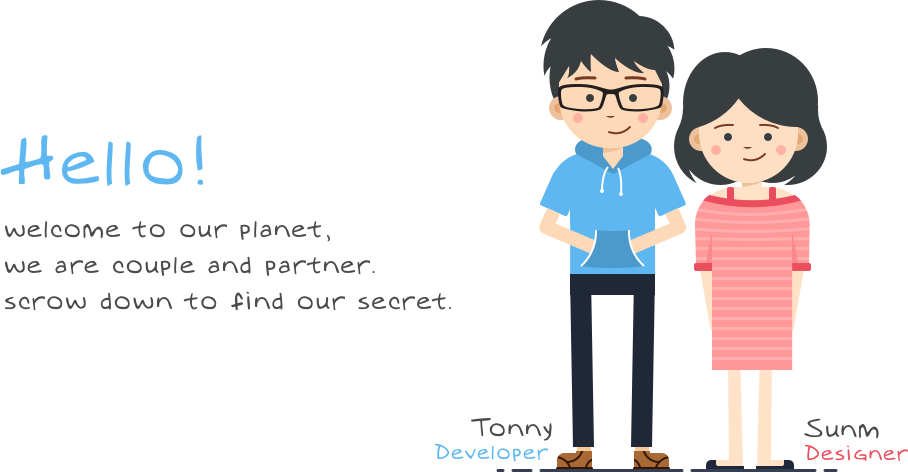 Hello!
welcome to our planet,
we are couple and partner.
scrow down to find our secret.
Tonny
Developer
Sunm
Designer